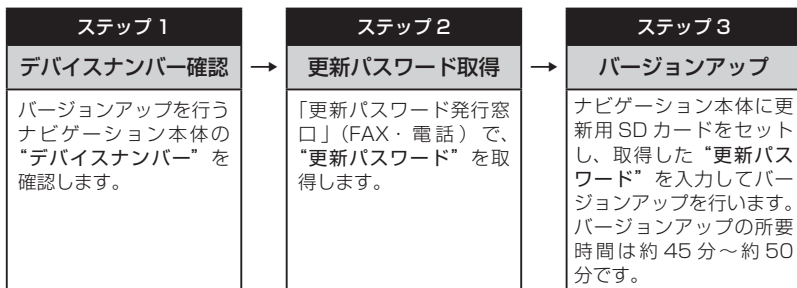 ステップ 1
デバイスナンバー確認
バージョンアップを行う
ナビゲーション本体の
“デバイスナンバー”を
確認します。
→
ステップ 2
更新パスワード取得
「更新パスワード発行窓
口」（FAX・電話）で、
“更新パスワード”を取
得します。
→
ステップ 3
バージョンアップ
ナビゲーション本体に更
新用 SD カードをセット
し、取得した“更新パス
ワード”を入力してバー
ジョンアップを行います。
バージョンアップの所要
時間は約 45 分～約 50
分です。